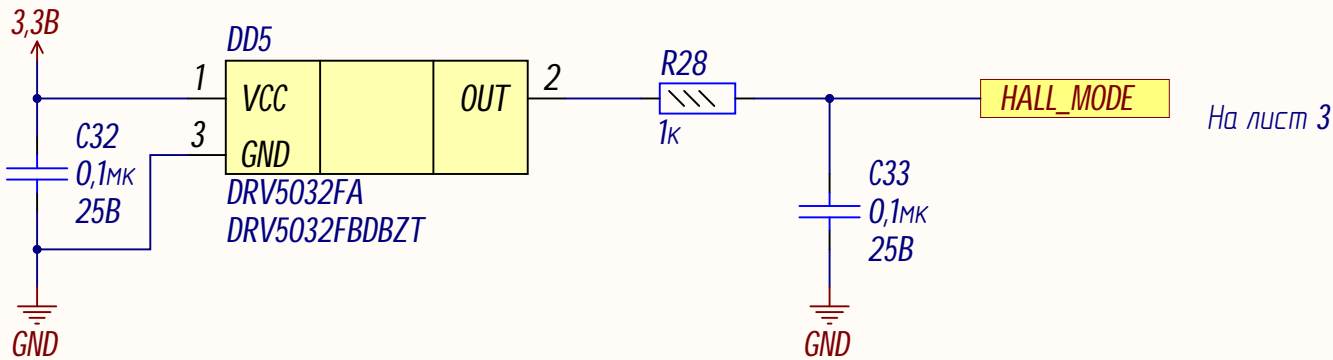 3,3В
DD5
1
VCC
OUT
2
3
GND
DRV5032FA
DRV5032FBDBZT
C32
0,1мк
25В
GND
R28
1к
HALL_MODE
На лист 3
C33
0,1мк
25В
GND